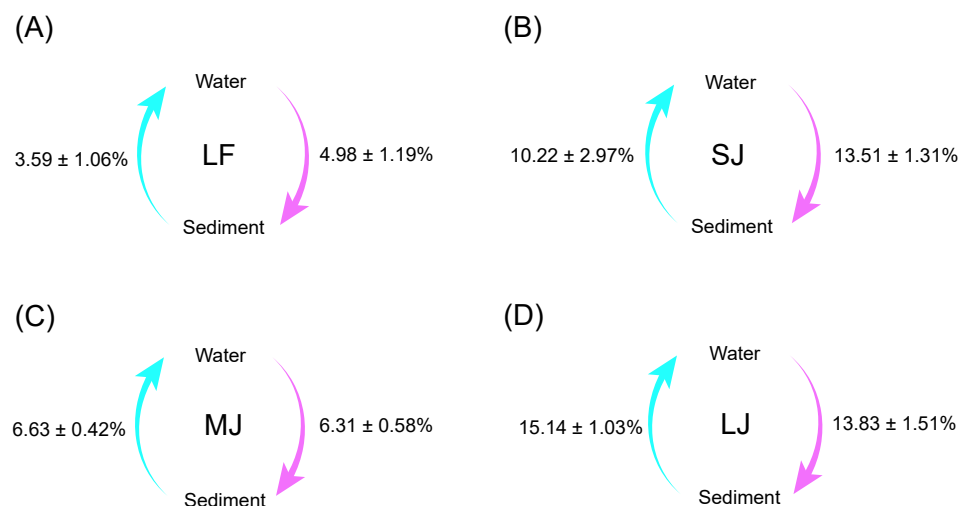 (A)
Water
3.59 ± 1.06%
LF
4.98 ± 1.19%
Sediment
(B)
Water
10.22 ± 2.97%
SJ
13.51 ± 1.31%
Sediment
(C)
Water
6.63 ± 0.42%
MJ
6.31 ± 0.58%
Sediment
(D)
Water
15.14 ± 1.03%
LJ
13.83 ± 1.51%
Sediment